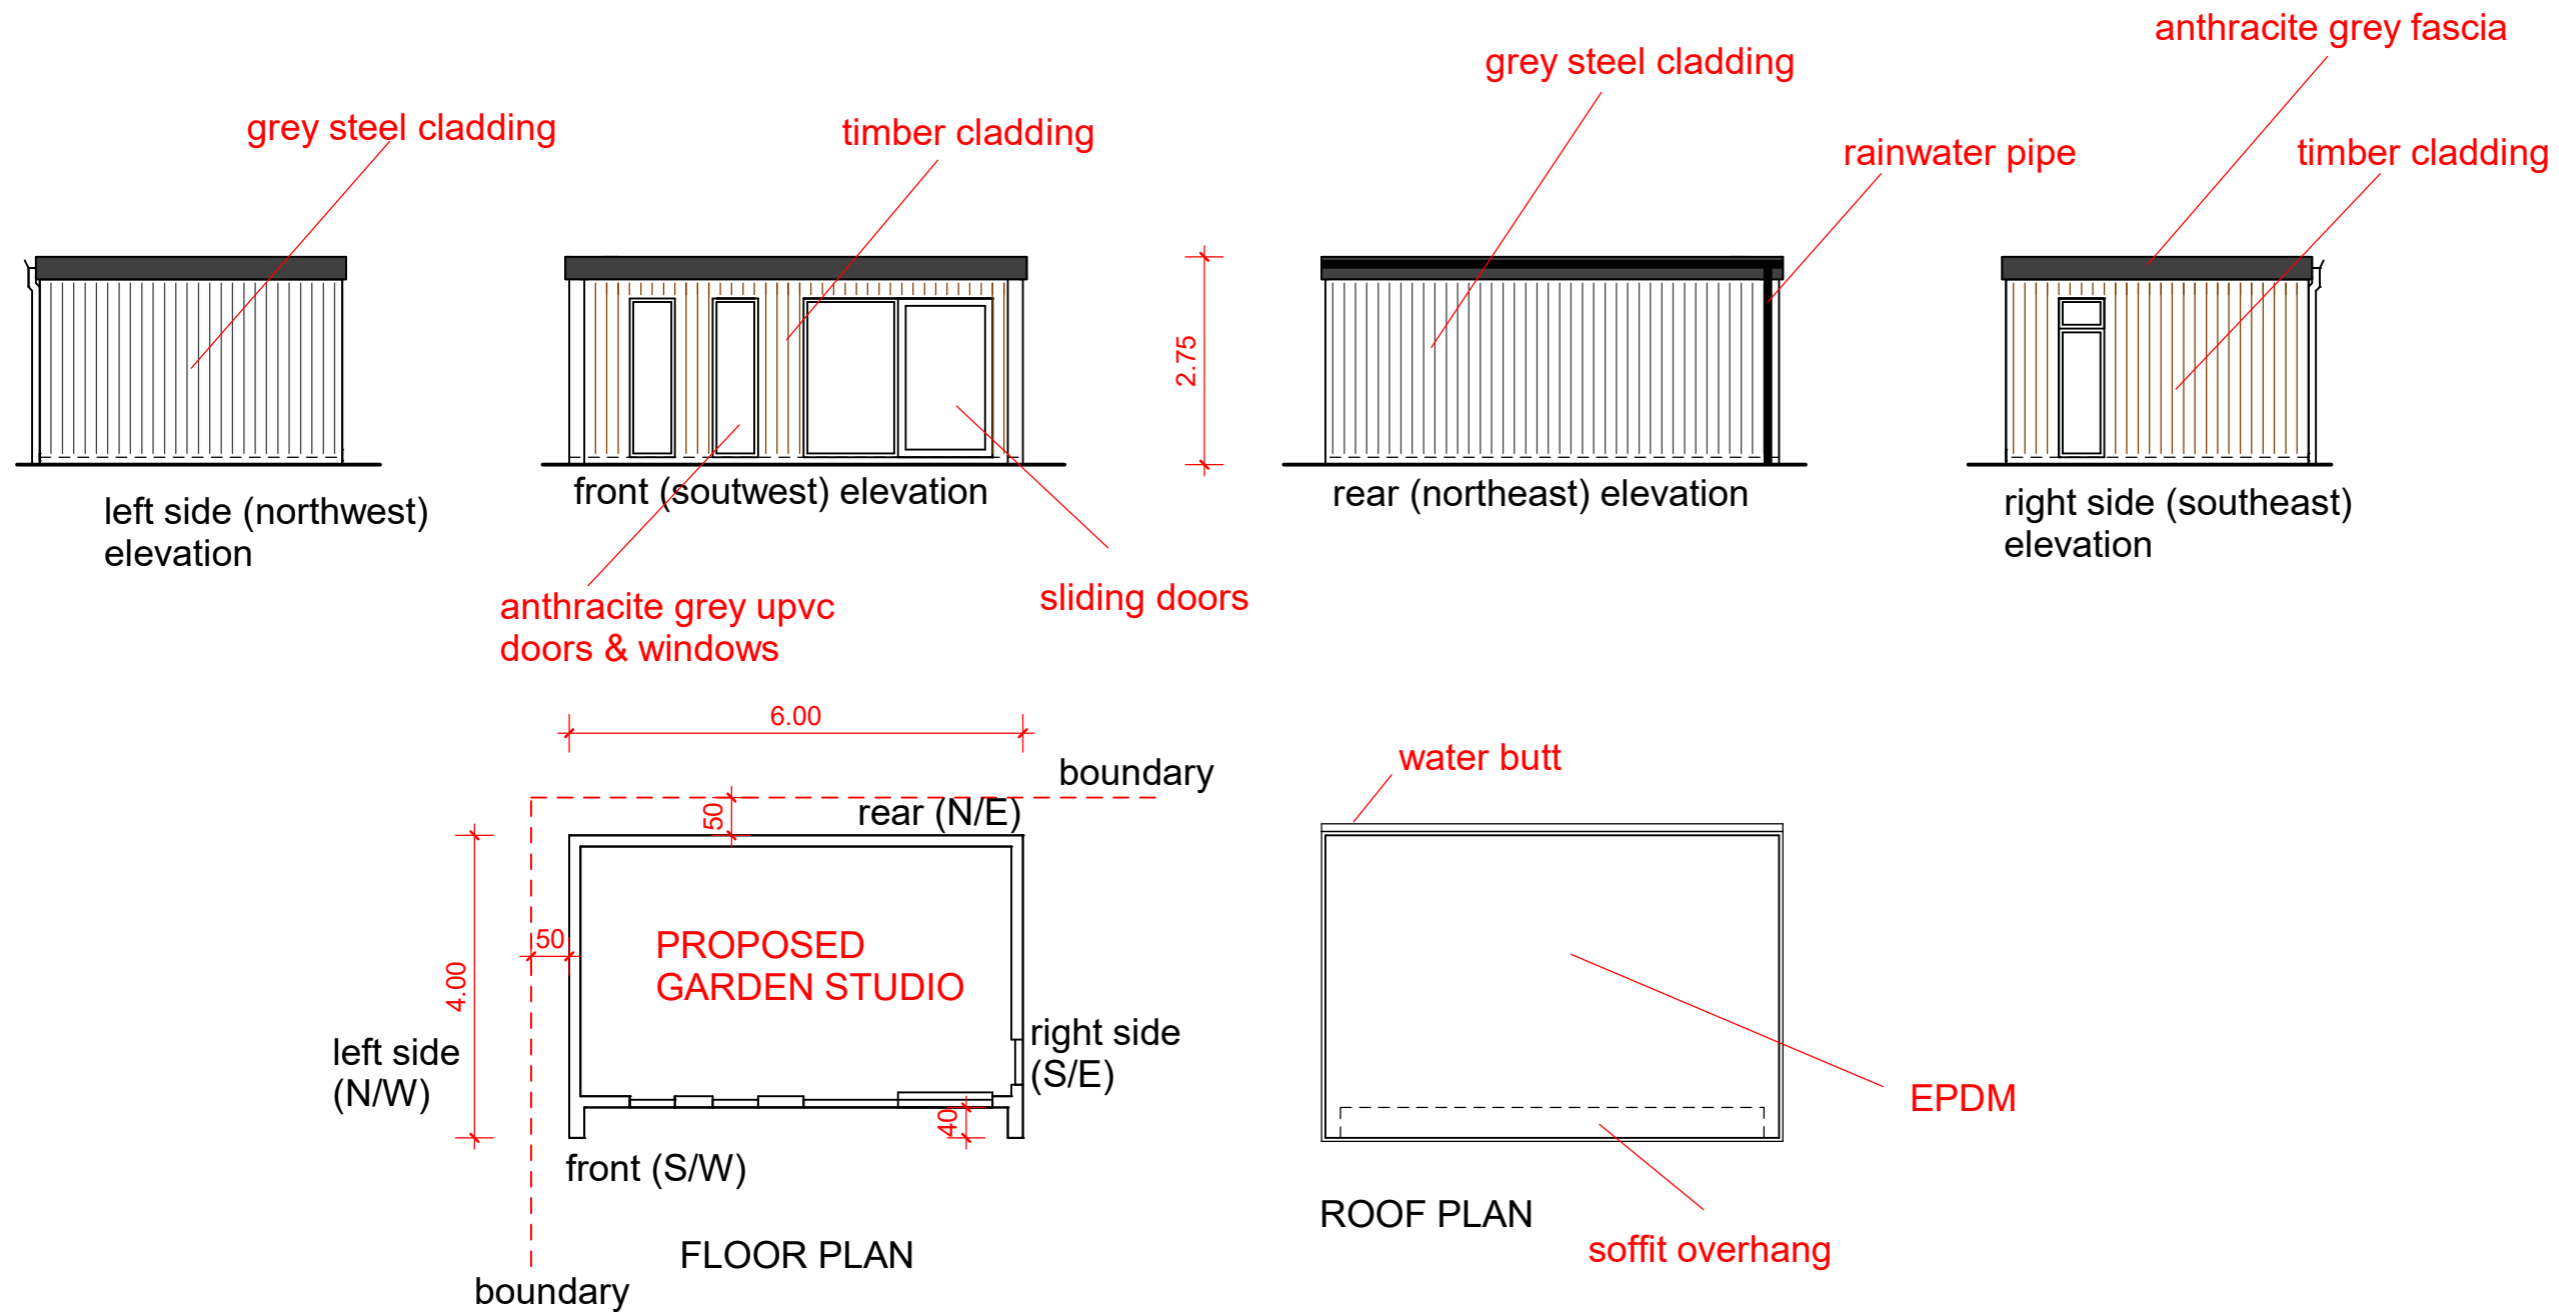 anthracite grey fascia
grey steel cladding
grey steel cladding
timber cladding
rainwater pipe
timber cladding
2.75
left side (northwest)
elevation
front (soutwest) elevation
rear (northeast) elevation
right side (southeast)
elevation
anthracite grey upvc
doors & windows
sliding doors
6.00
boundary
rear (N/E)
50
50
4.00
PROPOSED
GARDEN STUDIO
left side
(N/W)
right side
(S/E)
40
front (S/W)
FLOOR PLAN
boundary
water butt
EPDM
ROOF PLAN
soffit overhang